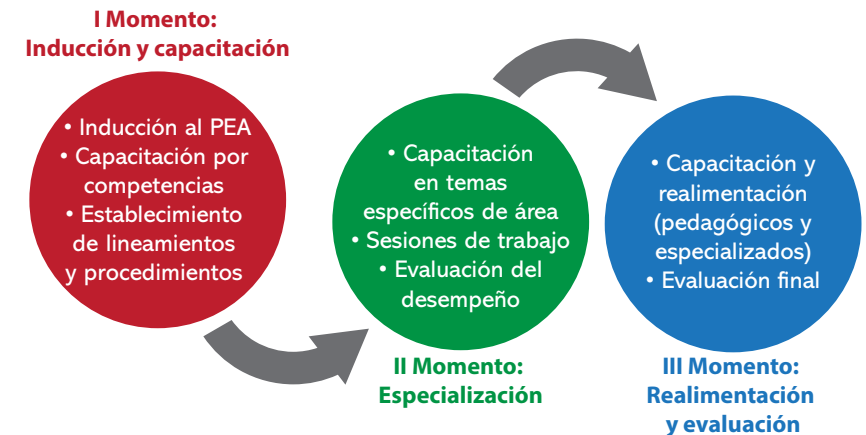 I Momento:
Inducción y capacitación
• Inducción al PEA
• Capacitación por
competencias
• Establecimiento
de lineamientos
y procedimientos
• Capacitación
en temas
específicos de área
• Sesiones de trabajo
• Evaluación del
desempeño
II Momento:
Especialización
• Capacitación y
realimentación
(pedagógicos y
especializados)
• Evaluación final
III Momento:
Realimentación
y evaluación